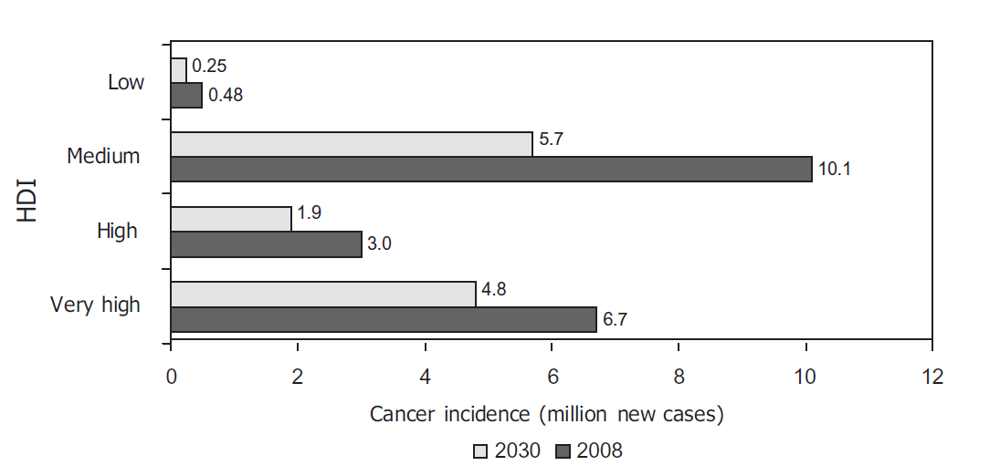 Low
0.25
0.48
Medium
5.7
10.1
HDI
High
1.9
3.0
Very high
4.8
6.7
0 2 4 6 8 10 12
Cancer incidence (million new cases)
2030 2008